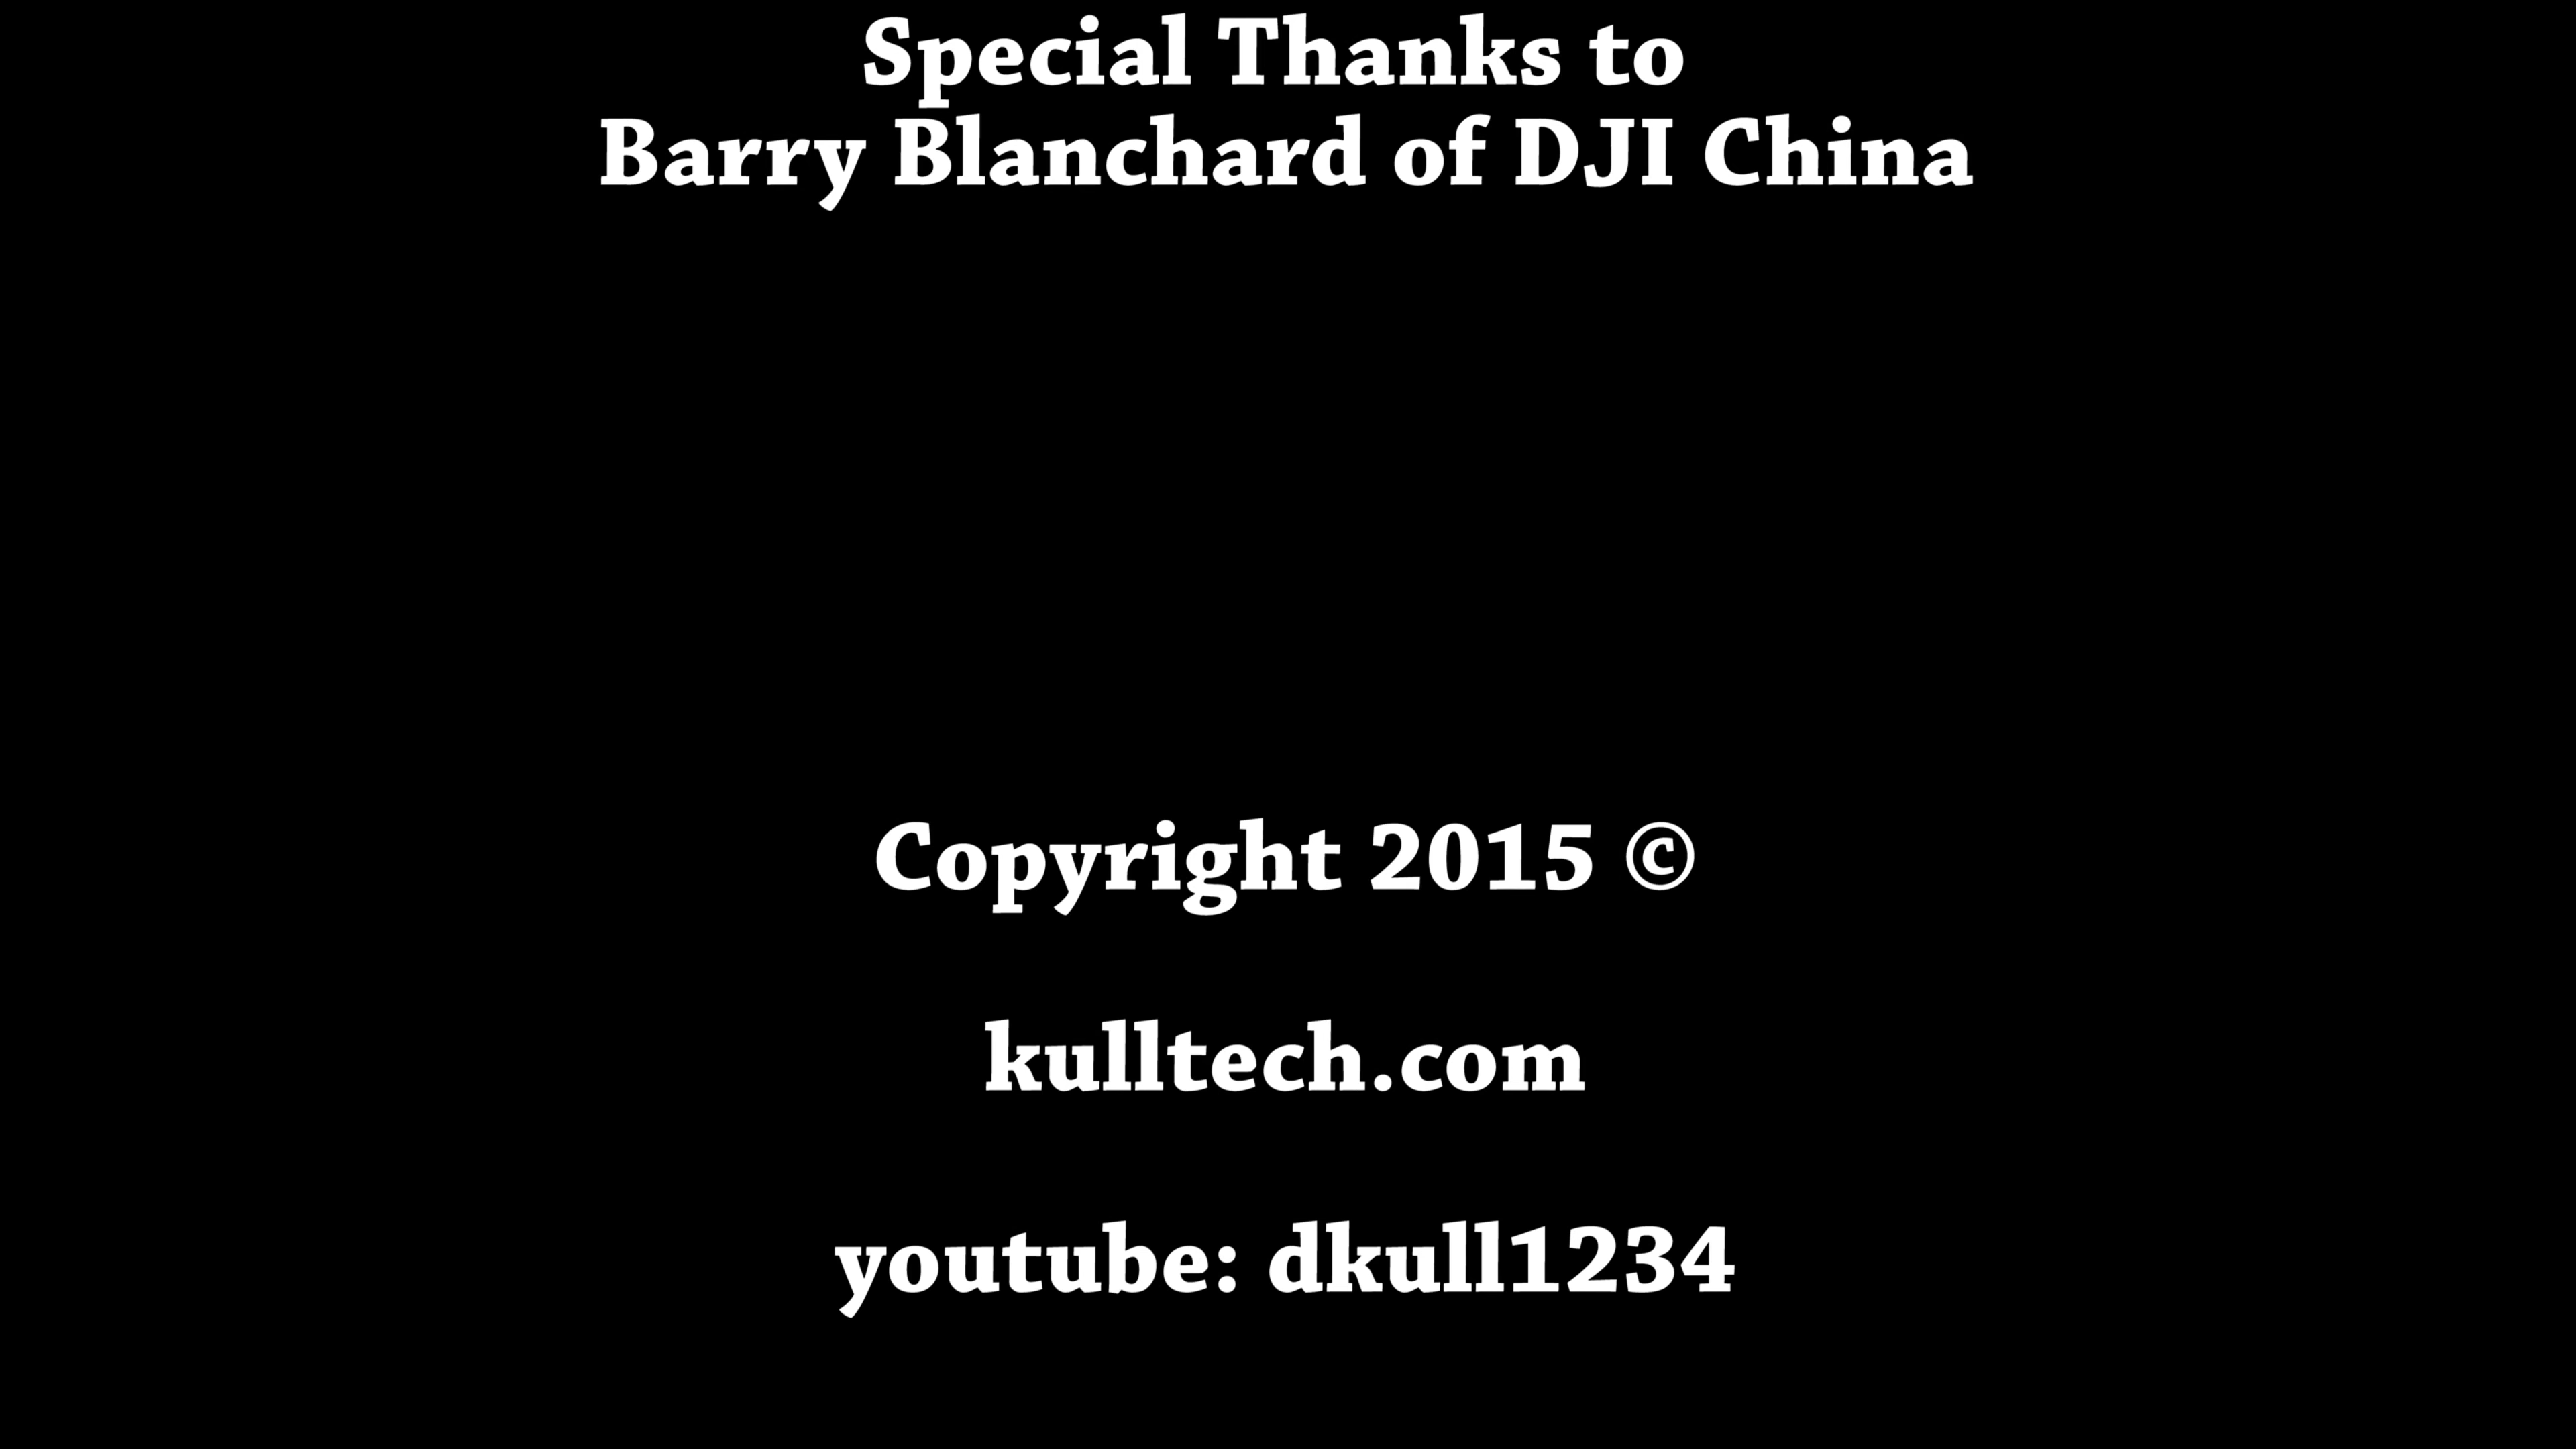 Special Thanks to
Barry Blanchard of DJI China
Copyright 2015 ©
kulltech.com
youtube: dkull1234